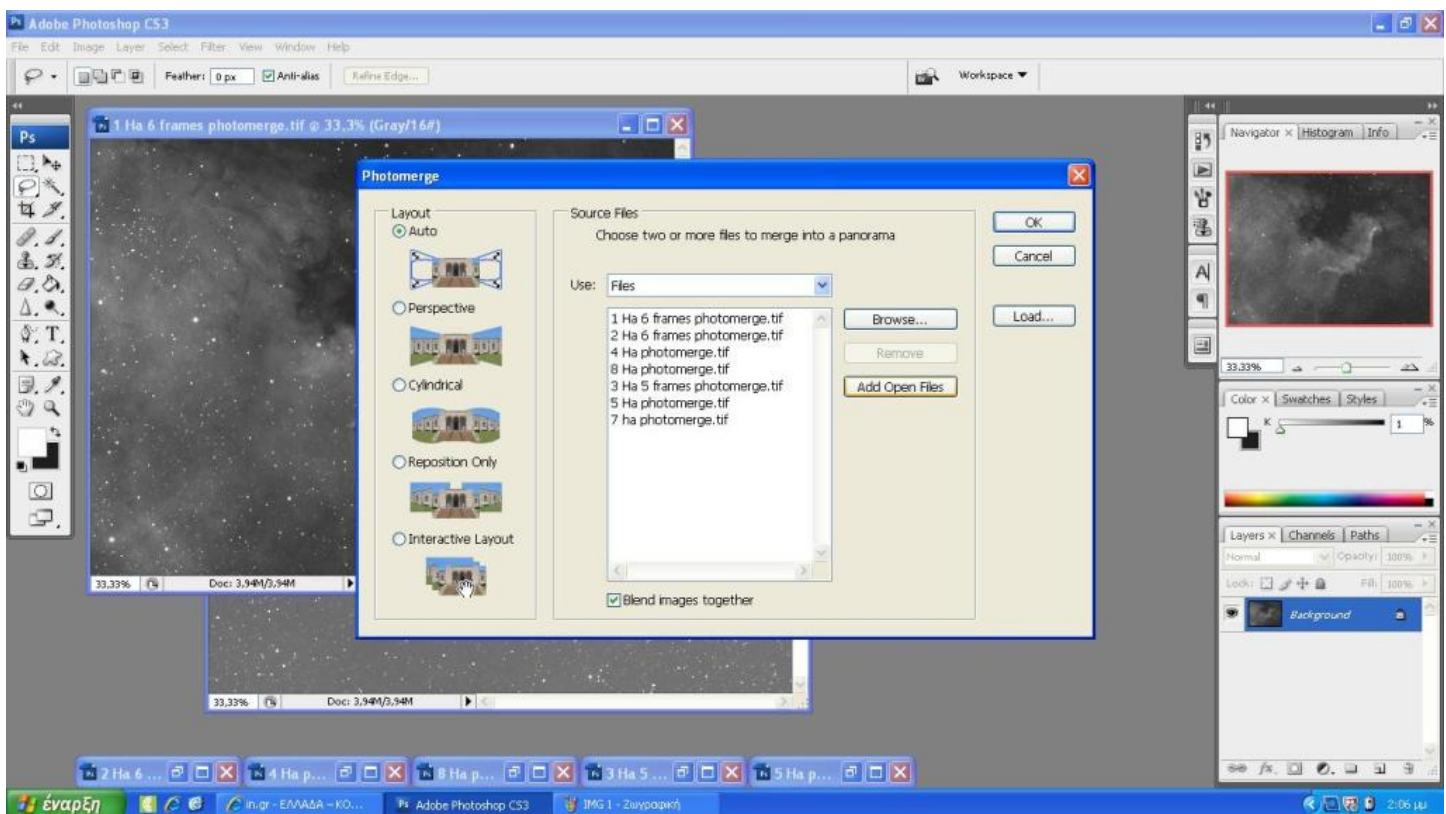 Adobe Photoshop CS3
File Edit Image Layer Select Filter View Window Help
Feather: 0 px Anti-alias Refine Edge... Workspace
Ps
1 Ha 6 frames photomerge.tif @ 33,3% (Gray/16#)
Photomerge
Layout
Auto
Perspective
Cylindrical
Reposition Only
Interactive Layout
Source Files
Choose two or more files to merge into a panorama
Use: Files
1 Ha 6 frames photomerge.tif
2 Ha 6 frames photomerge.tif
4 Ha photomerge.tif
8 Ha photomerge.tif
3 Ha 5 frames photomerge.tif
5 Ha photomerge.tif
7 ha photomerge.tif
Browse...
Remove
Add Open Files
Blend images together
OK
Cancel
Load...
33,33% Doc: 3,94M/3,94M
33,33% Doc: 3,94M/3,94M
Navigator Histogram Info
33.33%
Color Swatches Styles
K 1 %
Layers Channels Paths
Normal Opacity: 100%
Lock: Fill: 100%
Background
2 Ha 6 ... 4 Ha p... 8 Ha p... 3 Ha 5 ... 5 Ha p...
έναρξη in.gr - ΕΛΛΑΔΑ – ΚΟ... Adobe Photoshop CS3 IMG 1 - Ζωγραφική 2:06 μμ